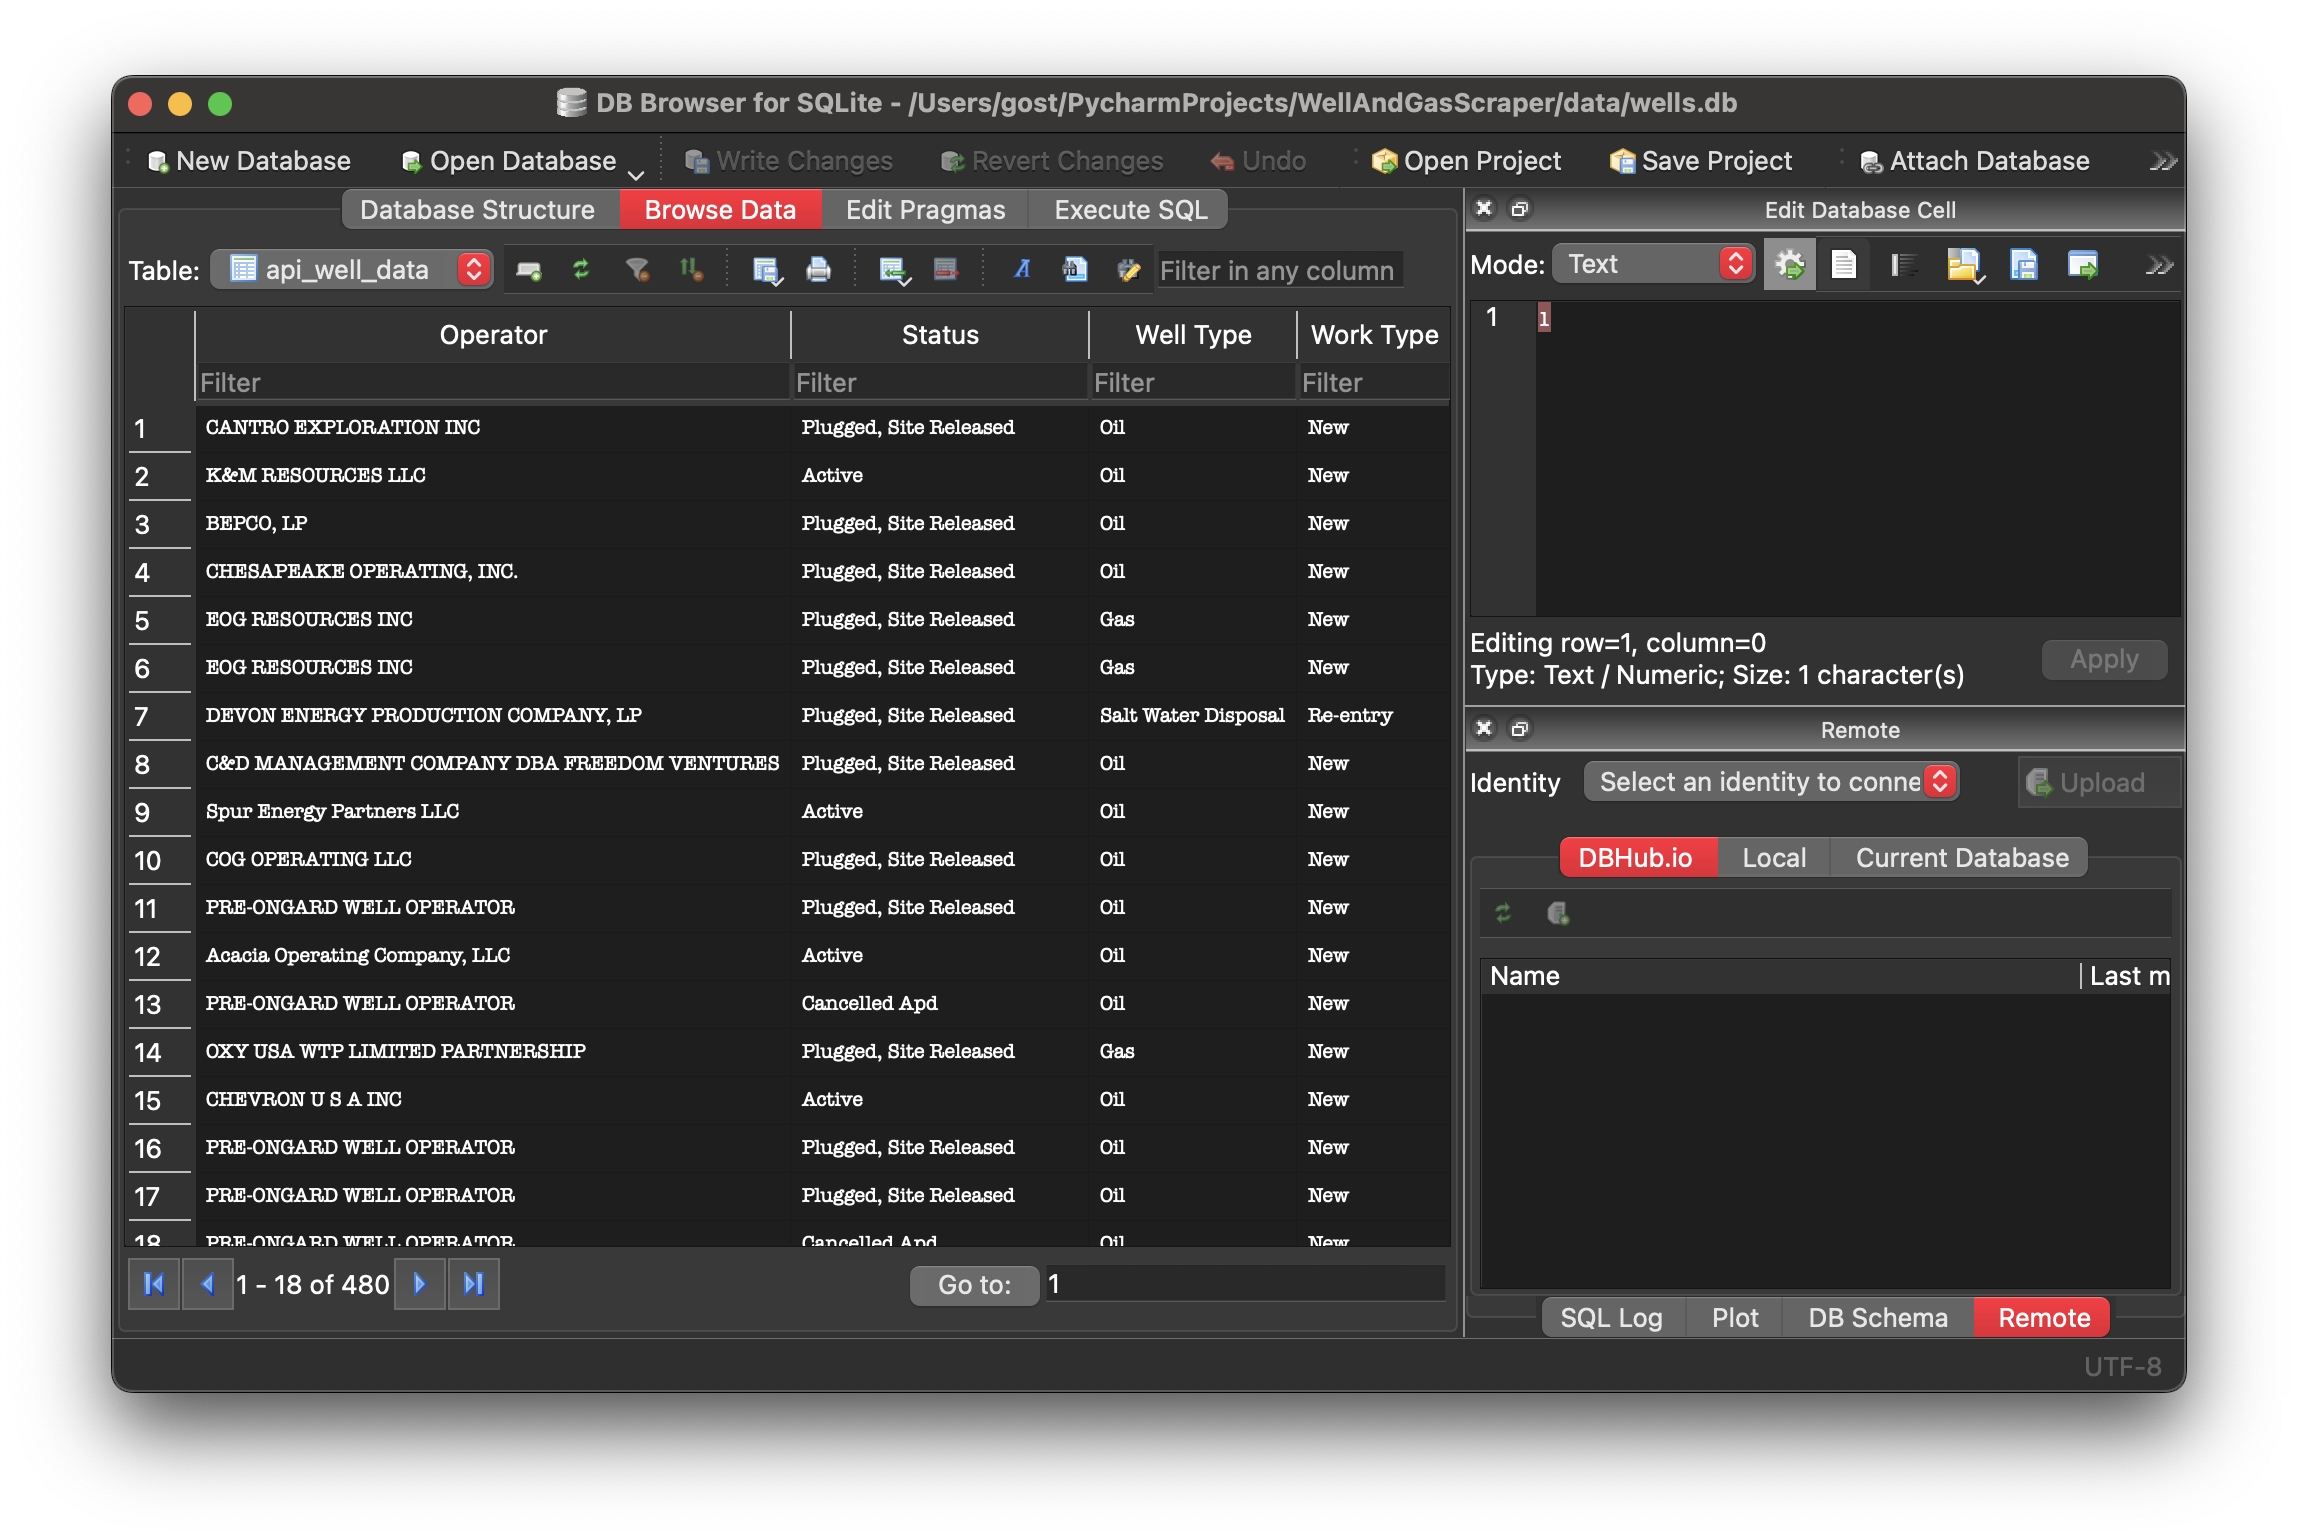 DB Browser for SQLite - /Users/gost/PycharmProjects/WellAndGasScraper/data/wells.db
New Database Open Database Write Changes Revert Changes Undo Open Project Save Project Attach Database
Database Structure Browse Data Edit Pragmas Execute SQL
Table: api_well_data Filter in any column
Operator Status Well Type Work Type
Filter Filter Filter Filter
1 CANTRO EXPLORATION INC Plugged, Site Released Oil New
2 K&M RESOURCES LLC Active Oil New
3 BEPCO, LP Plugged, Site Released Oil New
4 CHESAPEAKE OPERATING, INC. Plugged, Site Released Oil New
5 EOG RESOURCES INC Plugged, Site Released Gas New
6 EOG RESOURCES INC Plugged, Site Released Gas New
7 DEVON ENERGY PRODUCTION COMPANY, LP Plugged, Site Released Salt Water Disposal Re-entry
8 C&D MANAGEMENT COMPANY DBA FREEDOM VENTURES Plugged, Site Released Oil New
9 Spur Energy Partners LLC Active Oil New
10 COG OPERATING LLC Plugged, Site Released Oil New
11 PRE-ONGARD WELL OPERATOR Plugged, Site Released Oil New
12 Acacia Operating Company, LLC Active Oil New
13 PRE-ONGARD WELL OPERATOR Cancelled Apd Oil New
14 OXY USA WTP LIMITED PARTNERSHIP Plugged, Site Released Gas New
15 CHEVRON U S A INC Active Oil New
16 PRE-ONGARD WELL OPERATOR Plugged, Site Released Oil New
17 PRE-ONGARD WELL OPERATOR Plugged, Site Released Oil New
18 PRE-ONGARD WELL OPERATOR Cancelled Apd Oil New
1 - 18 of 480 Go to: 1
Edit Database Cell
Mode: Text
1 1
Editing row=1, column=0
Type: Text / Numeric; Size: 1 character(s)
Apply
Remote
Identity Select an identity to conne Upload
DBHub.io Local Current Database
Name Last m
SQL Log Plot DB Schema Remote
UTF-8